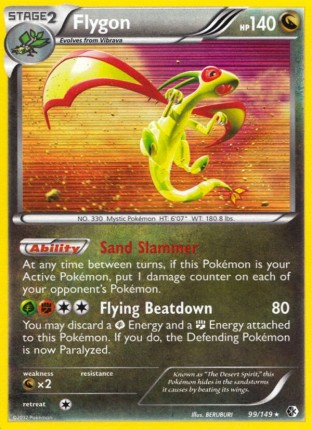 STAGE2
Flygon
HP140
Evolves from Vibrava
NO. 330 Mystic Pokémon HT: 6'07" WT: 180.8 lbs.
Ability Sand Slammer
At any time between turns, if this Pokémon is your
Active Pokémon, put 1 damage counter on each of
your opponent's Pokémon.
Flying Beatdown 80
You may discard a Energy and a Energy attached
to this Pokémon. If you do, the Defending Pokémon
is now Paralyzed.
weakness resistance
×2
retreat
Known as "The Desert Spirit," this
Pokémon hides in the sandstorms
it causes by beating its wings.
Illus. BERUBURI 99/149 ★
©2012 Pokémon